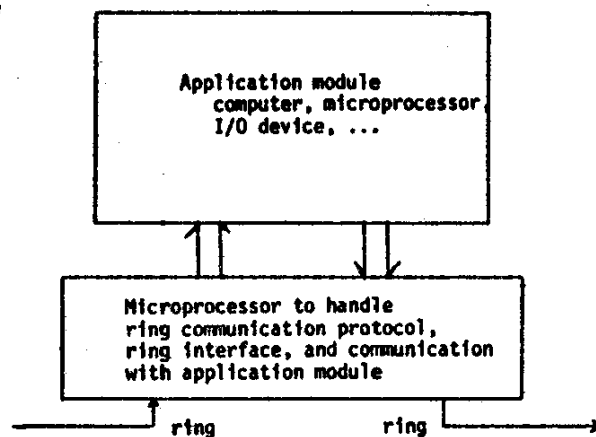 Application module
computer, microprocessor,
I/O device, ...
Microprocessor to handle
ring communication protocol,
ring interface, and communication
with application module
ring
ring